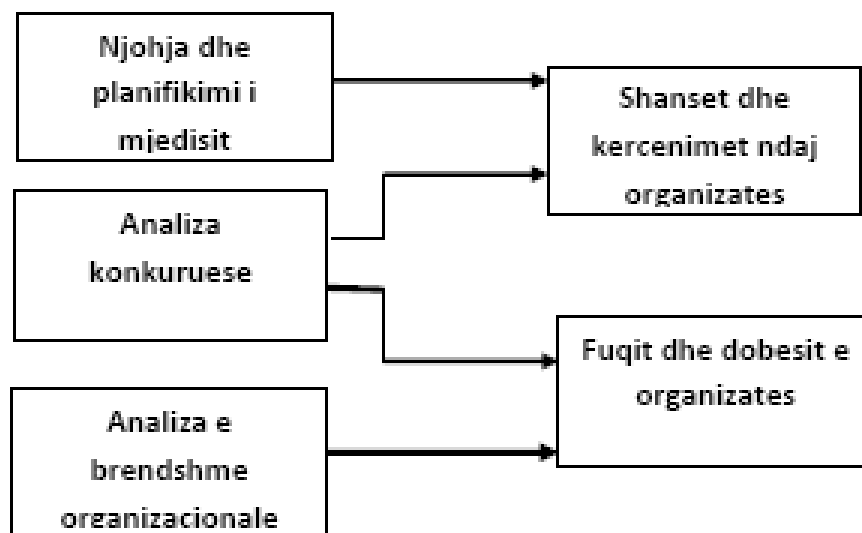 Njohja dhe
planifikimi i
mjedisit
Shanset dhe
kercenimet ndaj
organizates
Analiza
konkuruese
Fuqit dhe dobesit e
organizates
Analiza e
brendshme
organizacionale